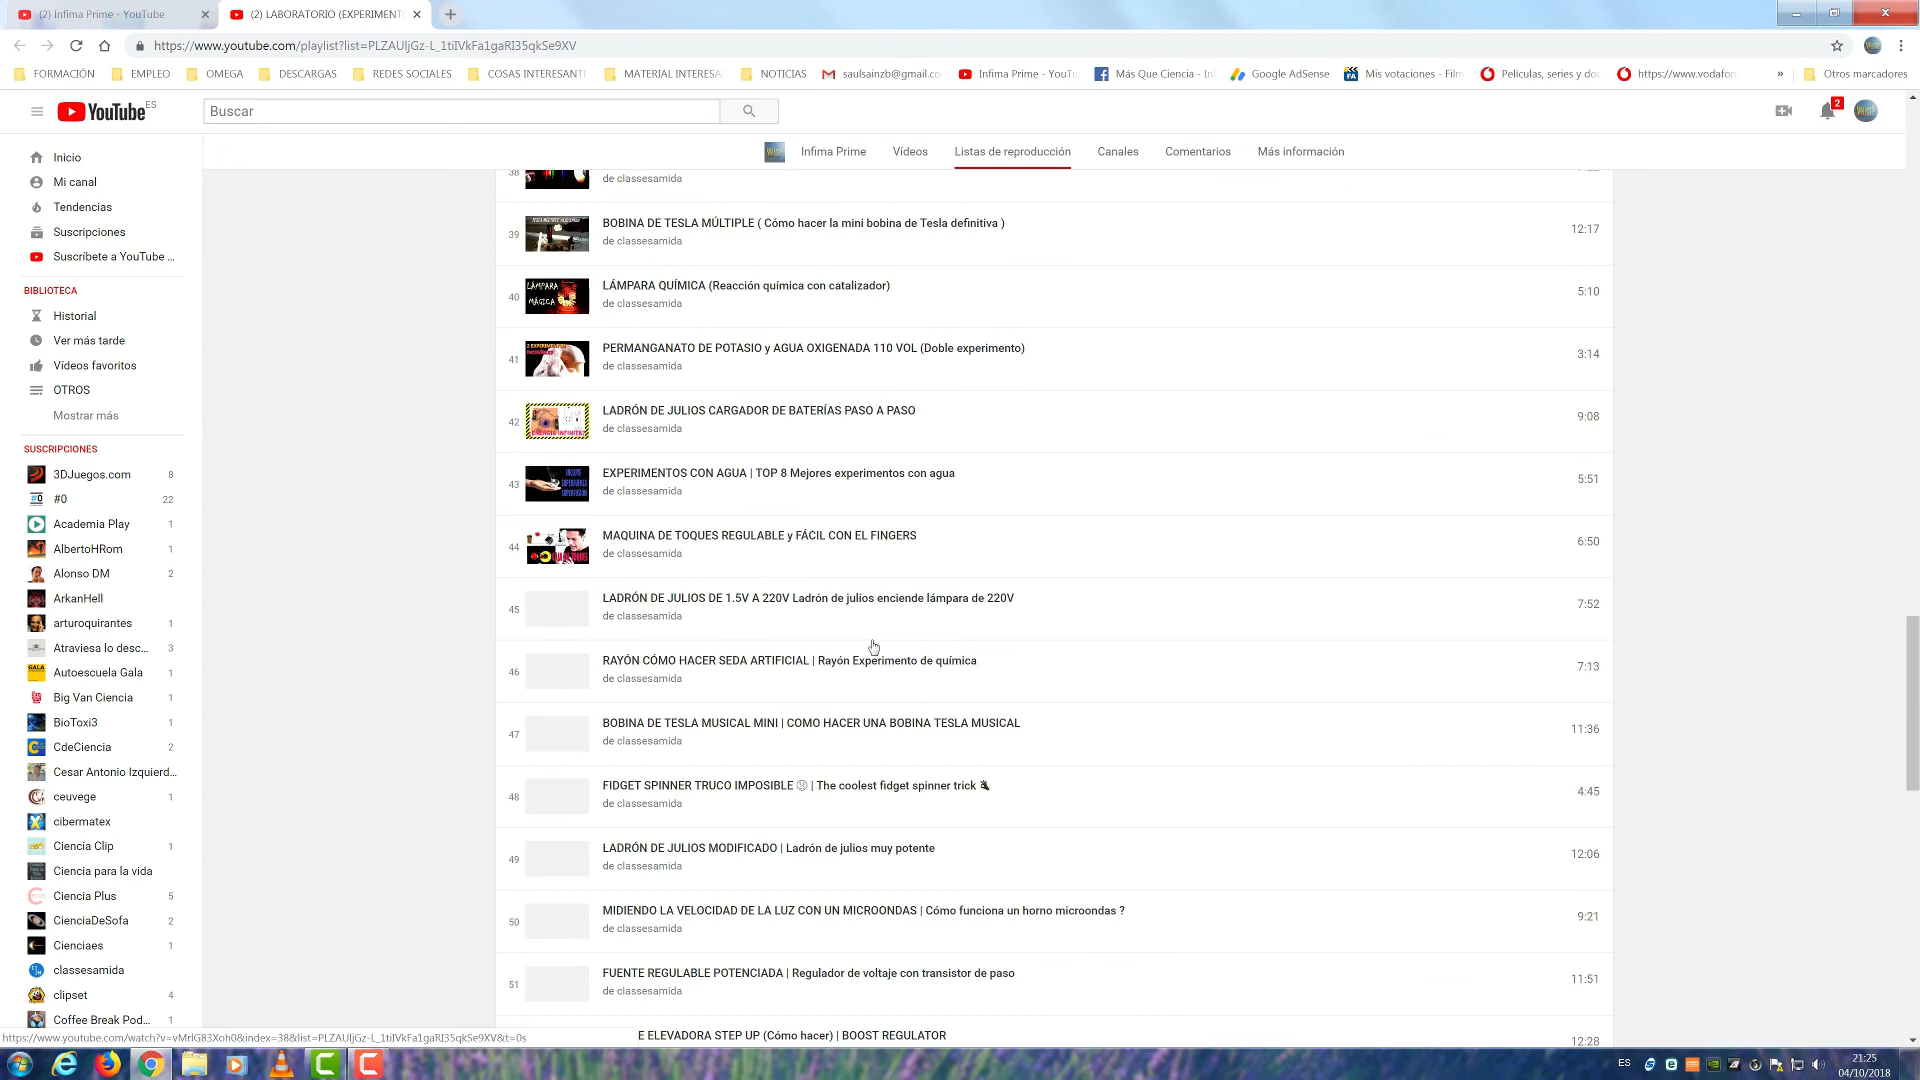 (2) Infima Prime - YouTube
(2) LABORATORIO (EXPERIMENT
https://www.youtube.com/playlist?list=PLZAUljGz-L_1tiIVkFa1gaRI35qkSe9XV
FORMACIÓN
EMPLEO
OMEGA
DESCARGAS
REDES SOCIALES
COSAS INTERESANT
MATERIAL INTERESA
NOTICIAS
saulsainzb@gmail.co
Infima Prime - YouTu
Más Que Ciencia - In
Google AdSense
Mis votaciones - Film
Películas, series y doc
https://www.vodafon
»
Otros marcadores
YouTube ES
Buscar
2
Infima Prime
Vídeos
Listas de reproducción
Canales
Comentarios
Más información
Inicio
Mi canal
Tendencias
Suscripciones
Suscríbete a YouTube ...
BIBLIOTECA
Historial
Ver más tarde
Vídeos favoritos
OTROS
Mostrar más
SUSCRIPCIONES
3DJuegos.com 8
#0 22
Academia Play 1
AlbertoHRom 1
Alonso DM 2
ArkanHell
arturoquirantes 1
Atraviesa lo desc... 3
Autoescuela Gala 1
Big Van Ciencia 1
BioToxi3 1
CdeCiencia 2
Cesar Antonio Izquierd...
ceuvege 1
cibermatex
Ciencia Clip 1
Ciencia para la vida
Ciencia Plus 5
CienciaDeSofa 2
Cienciaes 1
classesamida
clipset 4
Coffee Break Pod... 1
38
de classesamida
39 BOBINA DE TESLA MÚLTIPLE ( Cómo hacer la mini bobina de Tesla definitiva ) 12:17
de classesamida
LÁMPARA MÁGICA
40 LÁMPARA QUÍMICA (Reacción química con catalizador) 5:10
de classesamida
41 PERMANGANATO DE POTASIO y AGUA OXIGENADA 110 VOL (Doble experimento) 3:14
de classesamida
ENERGIA INFINITA
42 LADRÓN DE JULIOS CARGADOR DE BATERÍAS PASO A PASO 9:08
de classesamida
43 EXPERIMENTOS CON AGUA | TOP 8 Mejores experimentos con agua 5:51
de classesamida
44 MAQUINA DE TOQUES REGULABLE y FÁCIL CON EL FINGERS 6:50
de classesamida
45 LADRÓN DE JULIOS DE 1.5V A 220V Ladrón de julios enciende lámpara de 220V 7:52
de classesamida
46 RAYÓN CÓMO HACER SEDA ARTIFICIAL | Rayón Experimento de química 7:13
de classesamida
47 BOBINA DE TESLA MUSICAL MINI | COMO HACER UNA BOBINA TESLA MUSICAL 11:36
de classesamida
48 FIDGET SPINNER TRUCO IMPOSIBLE | The coolest fidget spinner trick 4:45
de classesamida
49 LADRÓN DE JULIOS MODIFICADO | Ladrón de julios muy potente 12:06
de classesamida
50 MIDIENDO LA VELOCIDAD DE LA LUZ CON UN MICROONDAS | Cómo funciona un horno microondas ? 9:21
de classesamida
51 FUENTE REGULABLE POTENCIADA | Regulador de voltaje con transistor de paso 11:51
de classesamida
E ELEVADORA STEP UP (Cómo hacer) | BOOST REGULATOR 12:28
https://www.youtube.com/watch?v=vMrlG83Xoh0&index=38&list=PLZAUljGz-L_1tiIVkFa1gaRI35qkSe9XV&t=0s
ES
21:25
04/10/2018